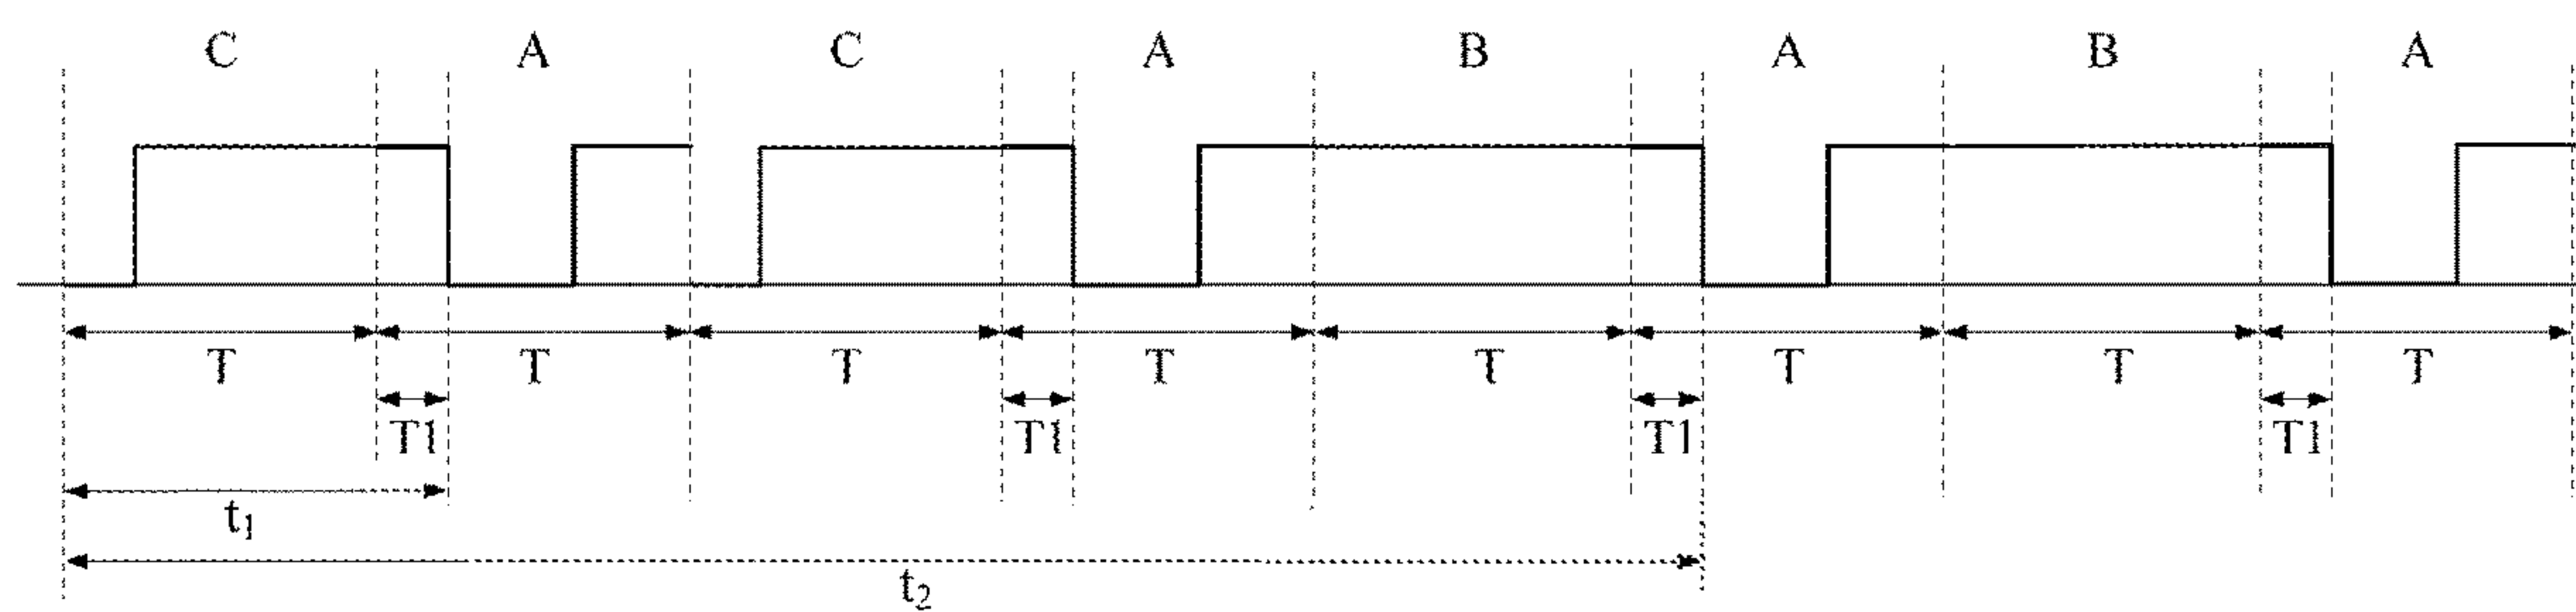 C A C A B A B A
T T T T T T T T
T1 T1 T1 T1
t₁
t₂